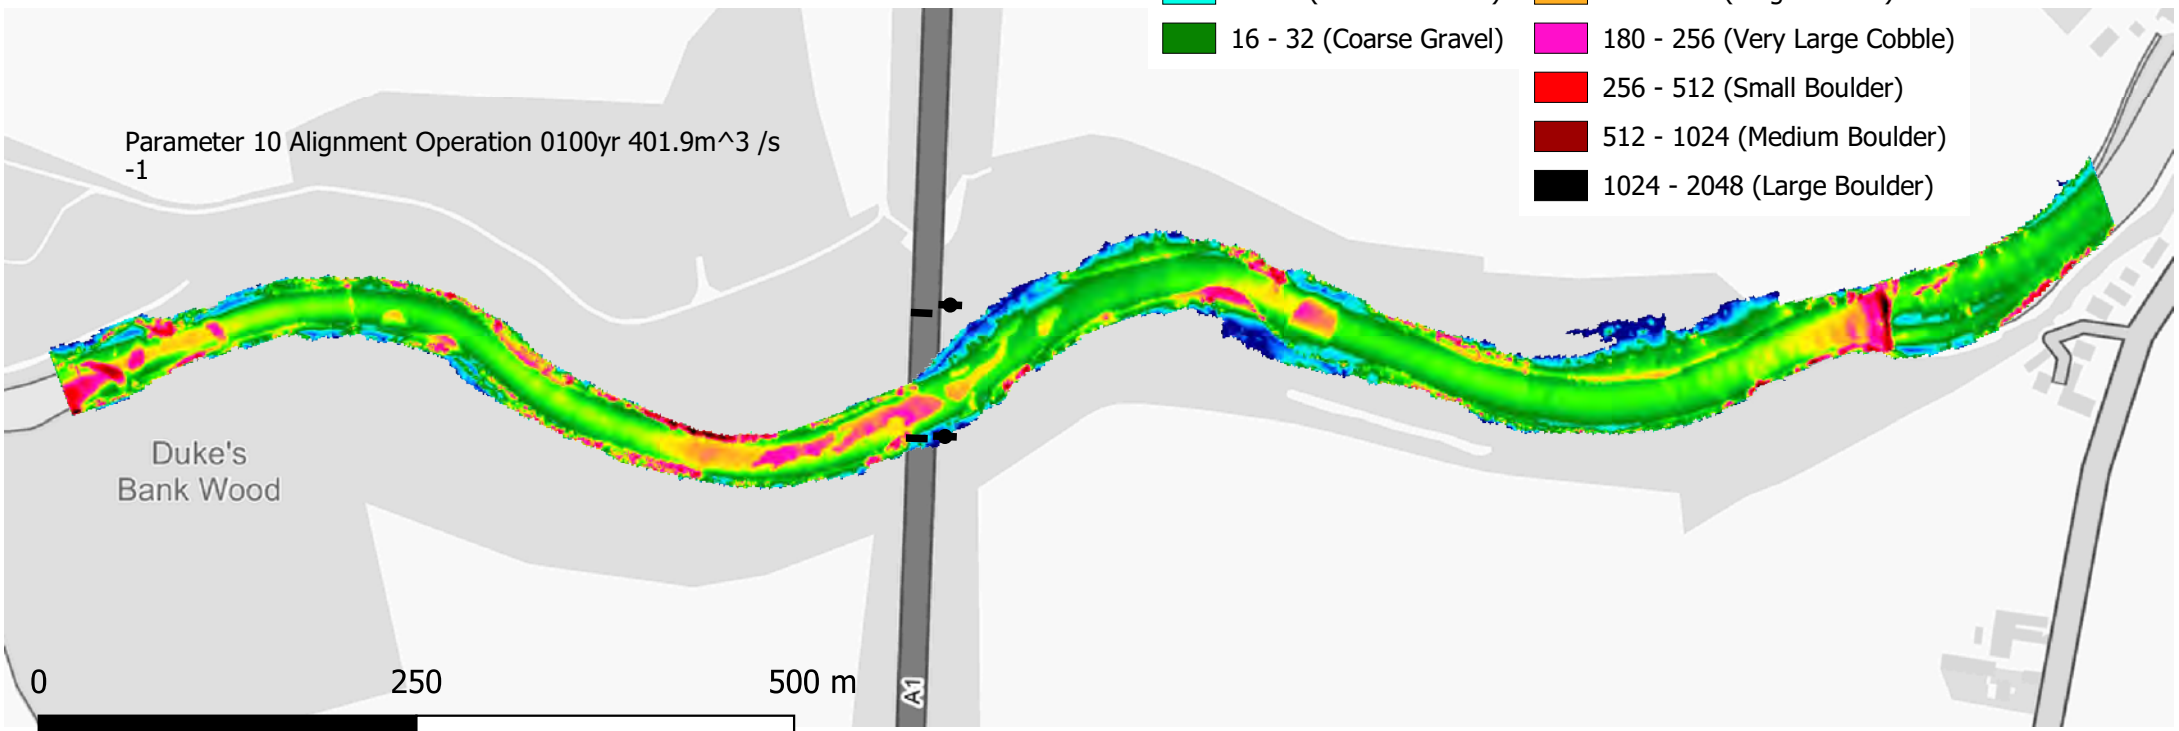 16 - 32 (Coarse Gravel)
180 - 256 (Very Large Cobble)
256 - 512 (Small Boulder)
512 - 1024 (Medium Boulder)
1024 - 2048 (Large Boulder)
Parameter 10 Alignment Operation 0100yr 401.9m^3 /s
-1
Duke's
Bank Wood
0 250 500 m
A1